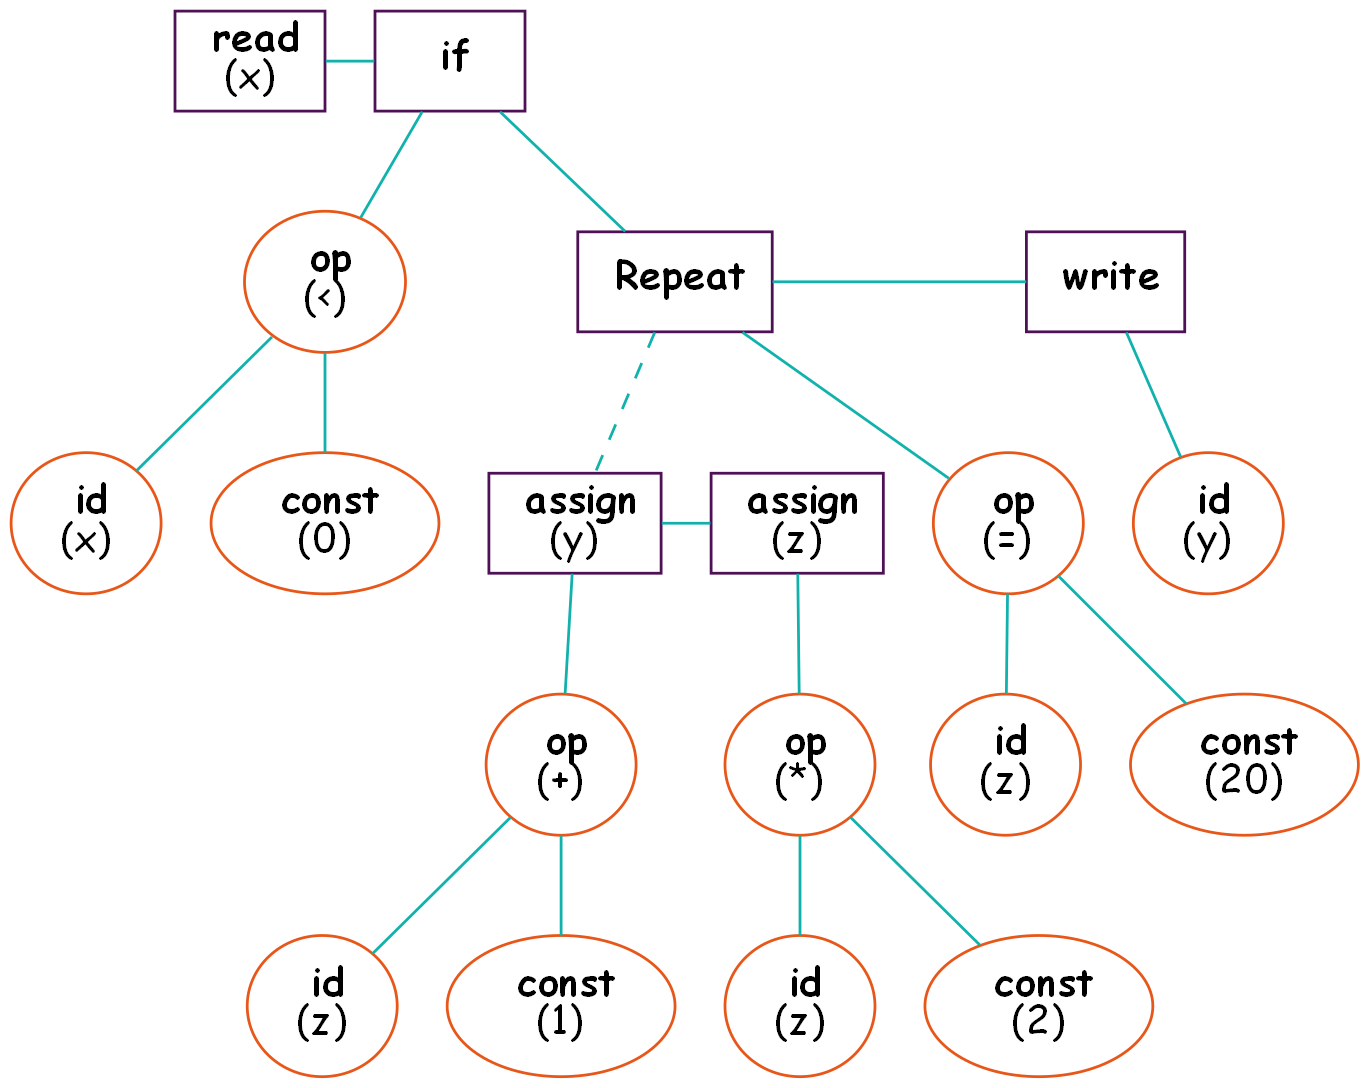 read
(x)
if
op
(<)
Repeat
write
id
(x)
const
(0)
assign
(y)
assign
(z)
op
(=)
id
(y)
op
(+)
op
(*)
id
(z)
const
(20)
id
(z)
const
(1)
id
(z)
const
(2)